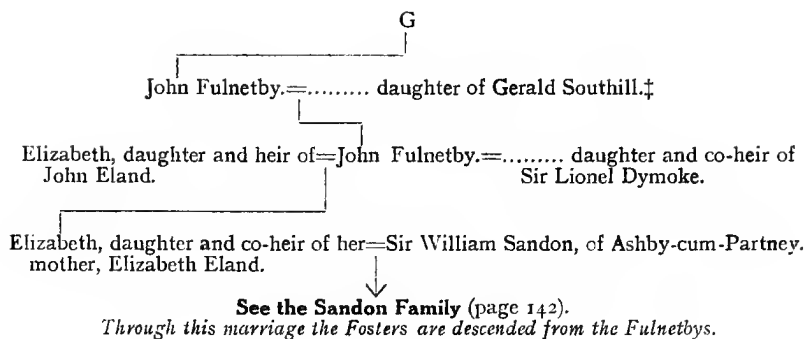 G
John Fulnetby.=......... daughter of Gerald Southill.‡
Elizabeth, daughter and heir of=John Fulnetby.=......... daughter and co-heir of
John Eland. Sir Lionel Dymoke.
Elizabeth, daughter and co-heir of her=Sir William Sandon, of Ashby-cum-Partney.
mother, Elizabeth Eland.
See the Sandon Family (page 142).
Through this marriage the Fosters are descended from the Fulnetbys.